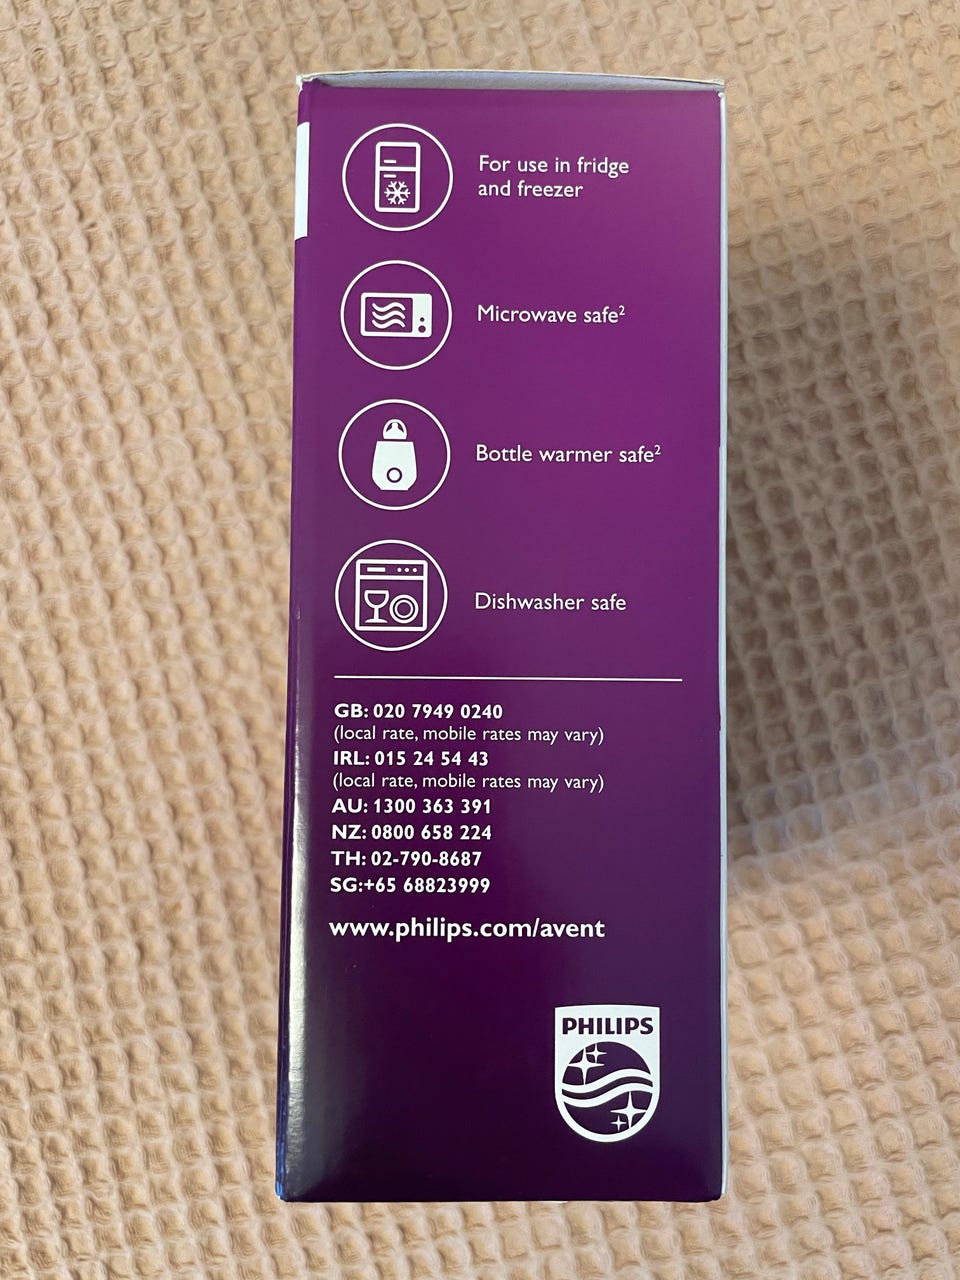 For use in fridge
and freezer
Microwave safe²
Bottle warmer safe²
Dishwasher safe
GB: 020 7949 0240
(local rate, mobile rates may vary)
IRL: 015 24 54 43
(local rate, mobile rates may vary)
AU: 1300 363 391
NZ: 0800 658 224
TH: 02-790-8687
SG:+65 68823999
www.philips.com/avent
PHILIPS